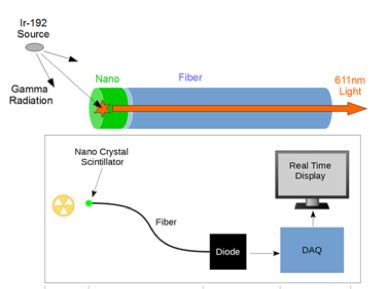 Ir-192
Source
Gamma
Radiation
Nano
Fiber
611nm
Light
Nano Crystal
Scintillator
Fiber
Diode
DAQ
Real Time
Display